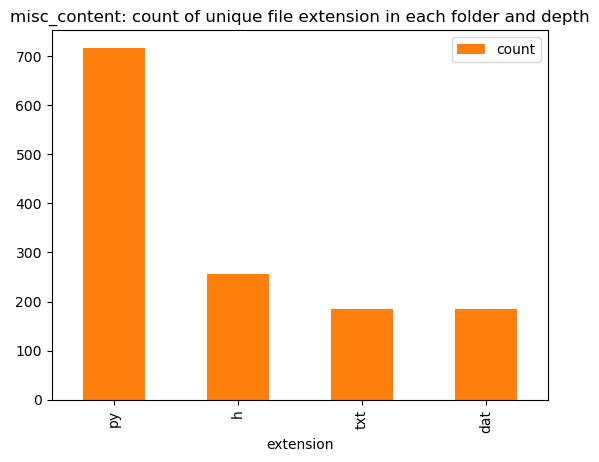 misc_content: count of unique file extension in each folder and depth
count
700
600
500
400
300
200
100
0
py
h
txt
dat
extension